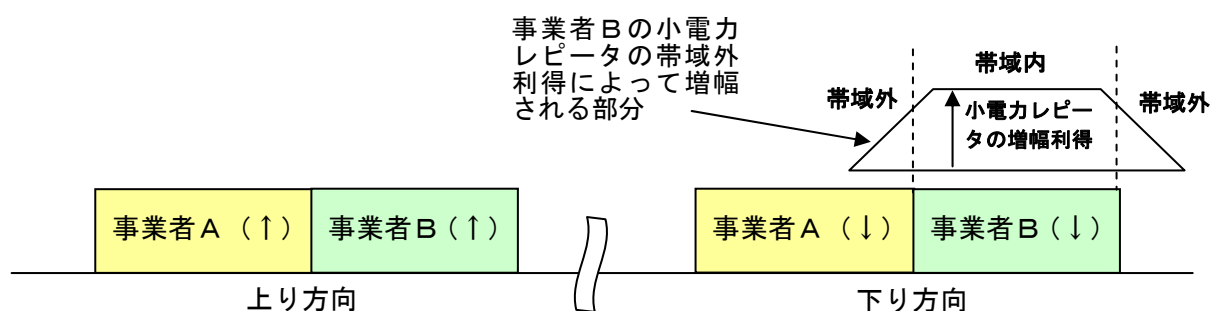 事業者Bの小電力
レピータの帯域外
利得によって増幅
される部分
帯域内
帯域外
帯域外
小電力レピー
タの増幅利得
事業者A（↑）
事業者B（↑）
事業者A（↓）
事業者B（↓）
上り方向
下り方向